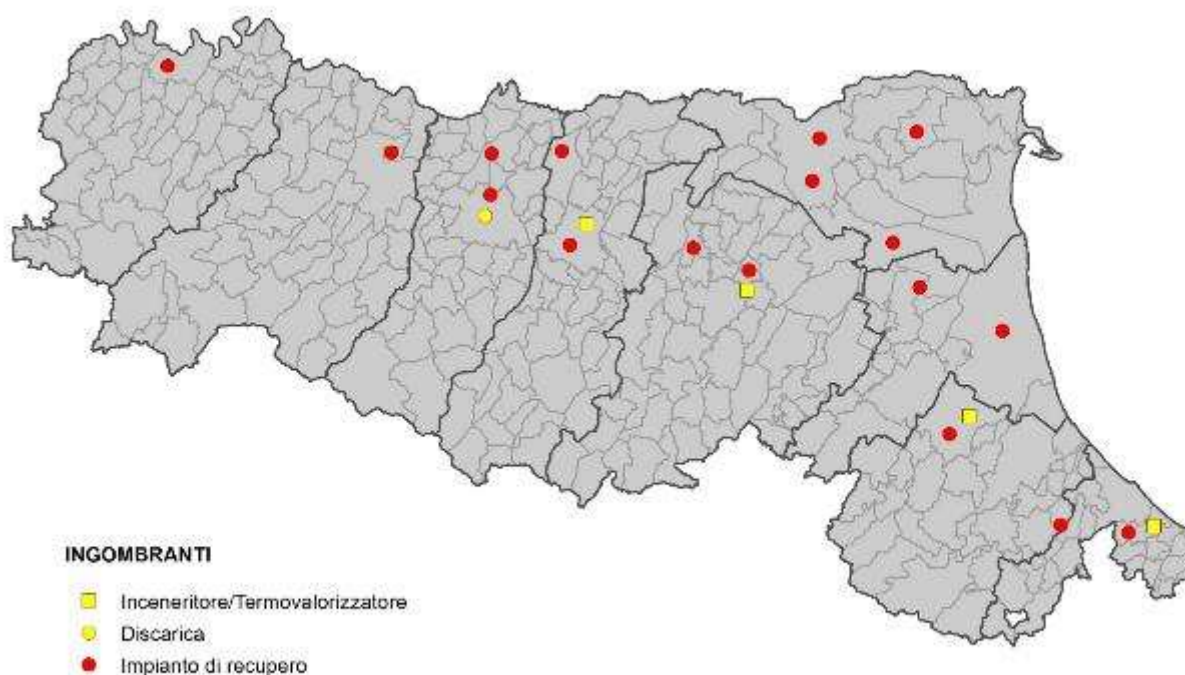 INGOMBRANTI
Inceneritore/Termovalorizzatore
Discarica
Impianto di recupero